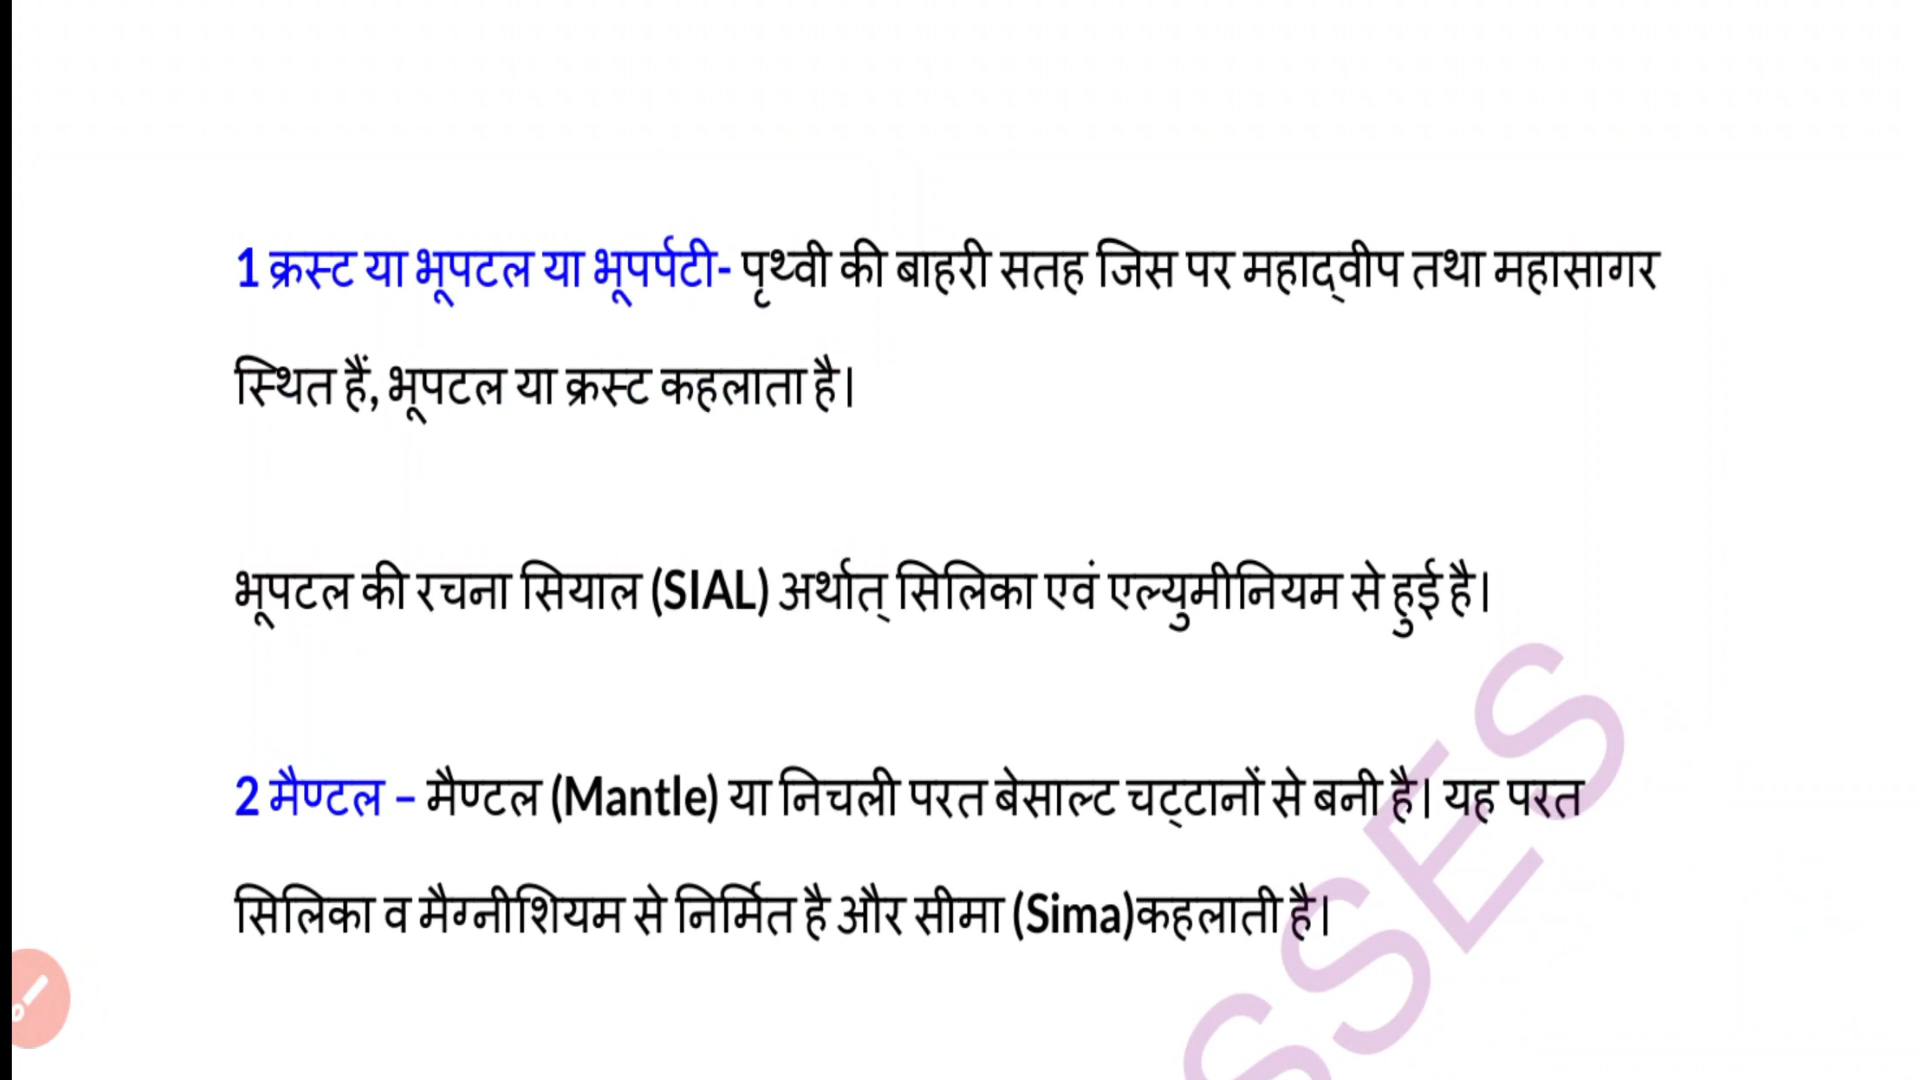 1 क्रस्ट या भूपटल या भूपर्पटी- पृथ्वी की बाहरी सतह जिस पर महाद्वीप तथा महासागर
स्थित हैं, भूपटल या क्रस्ट कहलाता है।
भूपटल की रचना सियाल (SIAL) अर्थात् सिलिका एवं एल्युमीनियम से हुई है।
2 मैण्टल – मैण्टल (Mantle) या निचली परत बेसाल्ट चट्टानों से बनी है। यह परत
सिलिका व मैग्नीशियम से निर्मित है और सीमा (Sima)कहलाती है।
SSES